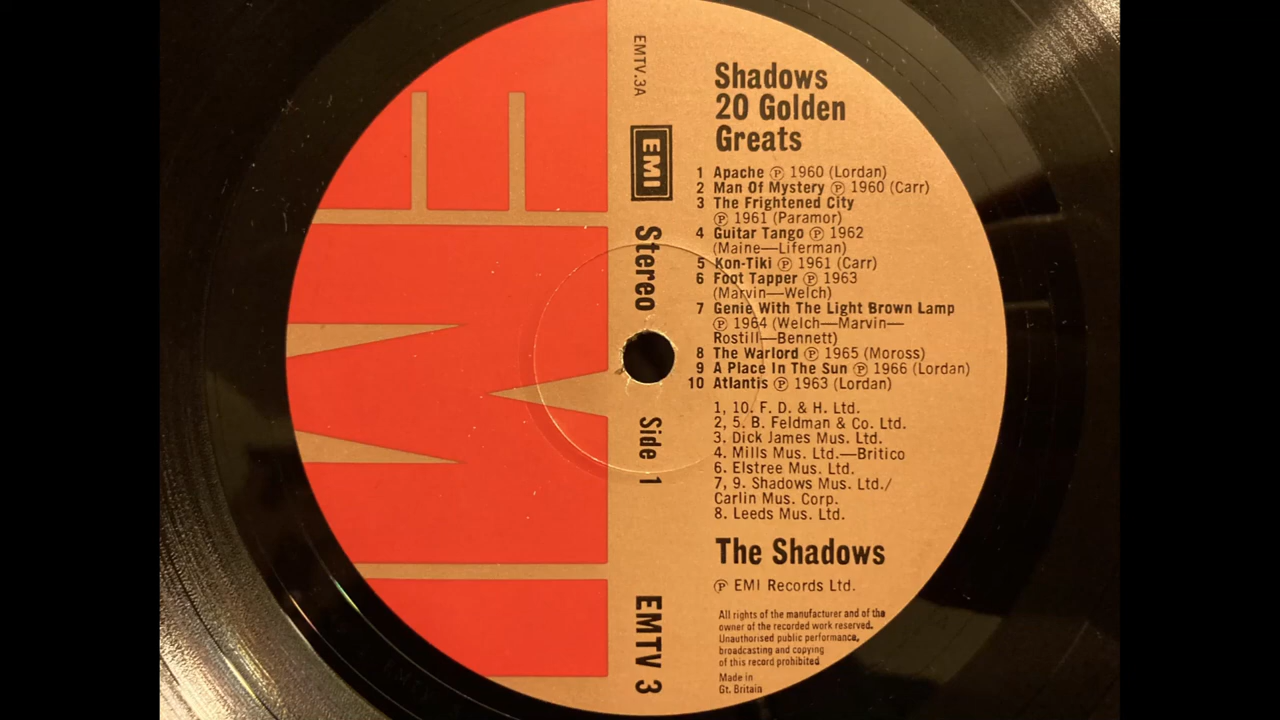 EMTV.3A
EMI
Stereo
Side 1
EMTV 3
Shadows
20 Golden
Greats
1 Apache ℗ 1960 (Lordan)
2 Man Of Mystery ℗ 1960 (Carr)
3 The Frightened City
℗ 1961 (Paramor)
4 Guitar Tango ℗ 1962
(Maine—Liferman)
5 Kon-Tiki ℗ 1961 (Carr)
6 Foot Tapper ℗ 1963
(Marvin—Welch)
7 Genie With The Light Brown Lamp
℗ 1964 (Welch—Marvin—
Rostill—Bennett)
8 The Warlord ℗ 1965 (Moross)
9 A Place In The Sun ℗ 1966 (Lordan)
10 Atlantis ℗ 1963 (Lordan)
1, 10. F. D. & H. Ltd.
2, 5. B. Feldman & Co. Ltd.
3. Dick James Mus. Ltd.
4. Mills Mus. Ltd.—Britico
6. Elstree Mus. Ltd.
7, 9. Shadows Mus. Ltd./
Carlin Mus. Corp.
8. Leeds Mus. Ltd.
The Shadows
℗ EMI Records Ltd.
All rights of the manufacturer and of the
owner of the recorded work reserved.
Unauthorised public performance,
broadcasting and copying
of this record prohibited
Made in
Gt. Britain
EMI